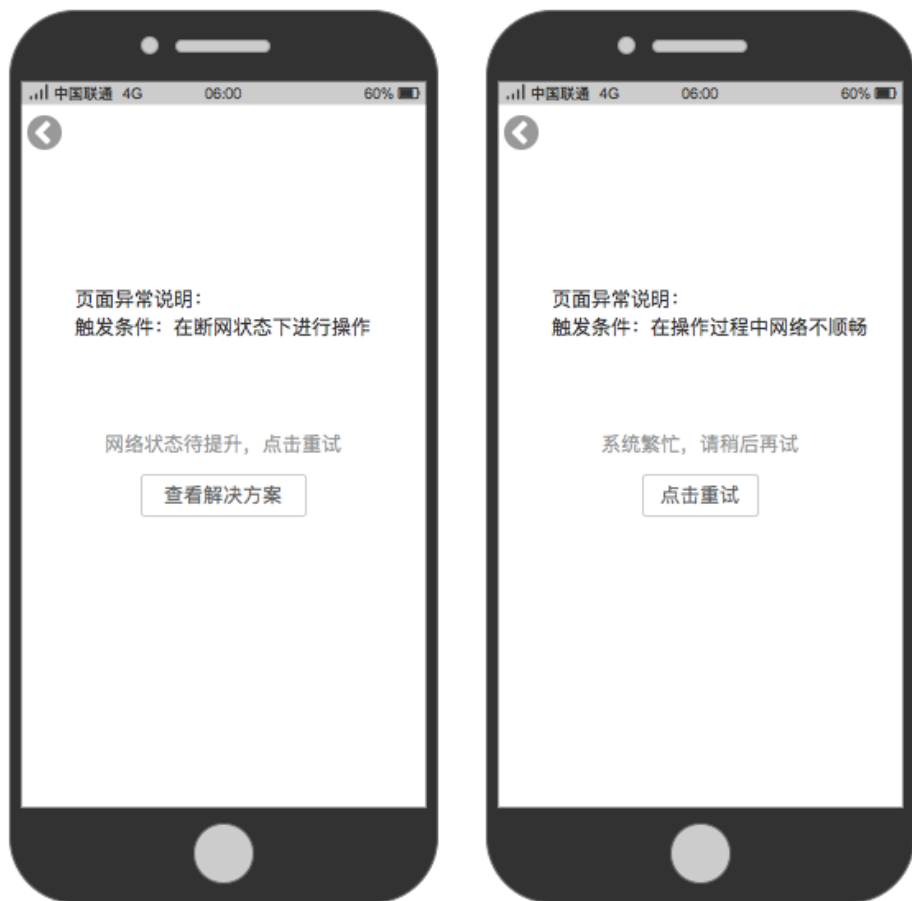 中国联通 4G 06:00 60%
页面异常说明：
触发条件：在断网状态下进行操作
网络状态待提升，点击重试
查看解决方案
中国联通 4G 06:00 60%
页面异常说明：
触发条件：在操作过程中网络不顺畅
系统繁忙，请稍后再试
点击重试